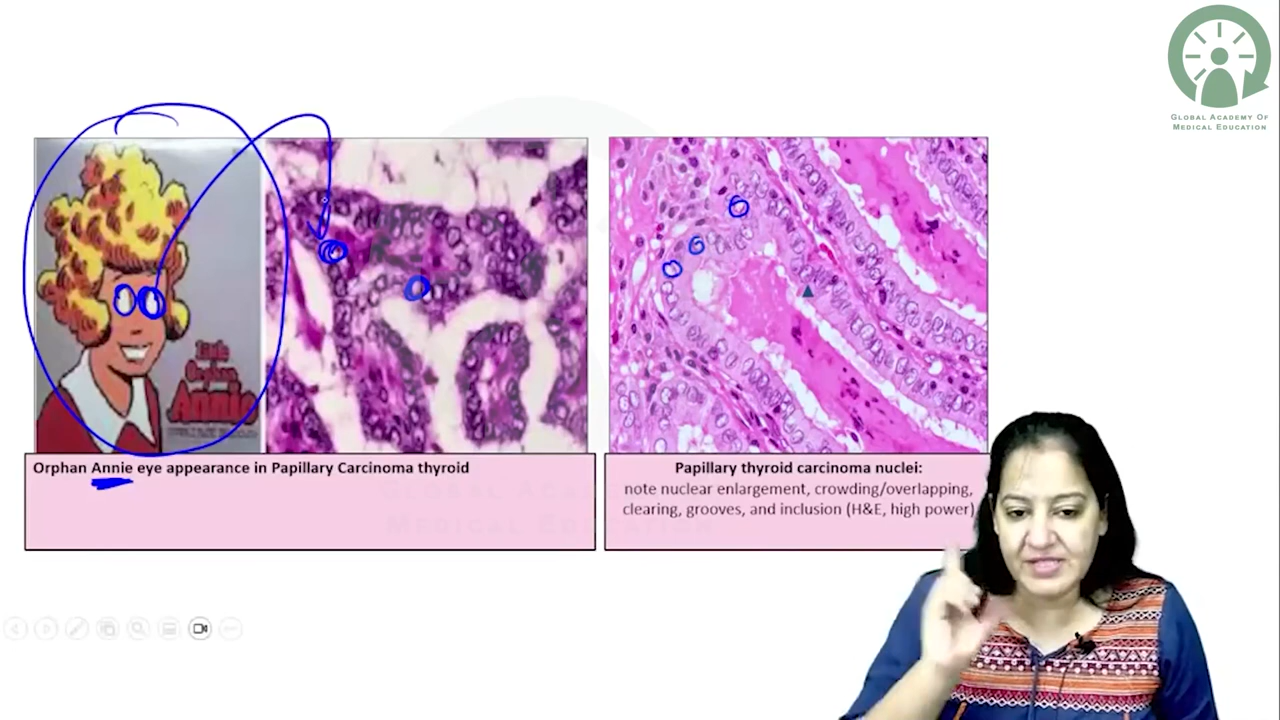 GLOBAL ACADEMY OF
MEDICAL EDUCATION
Little
Orphan
Annie
Orphan Annie eye appearance in Papillary Carcinoma thyroid
Papillary thyroid carcinoma nuclei:
note nuclear enlargement, crowding/overlapping,
clearing, grooves, and inclusion (H&E, high power)